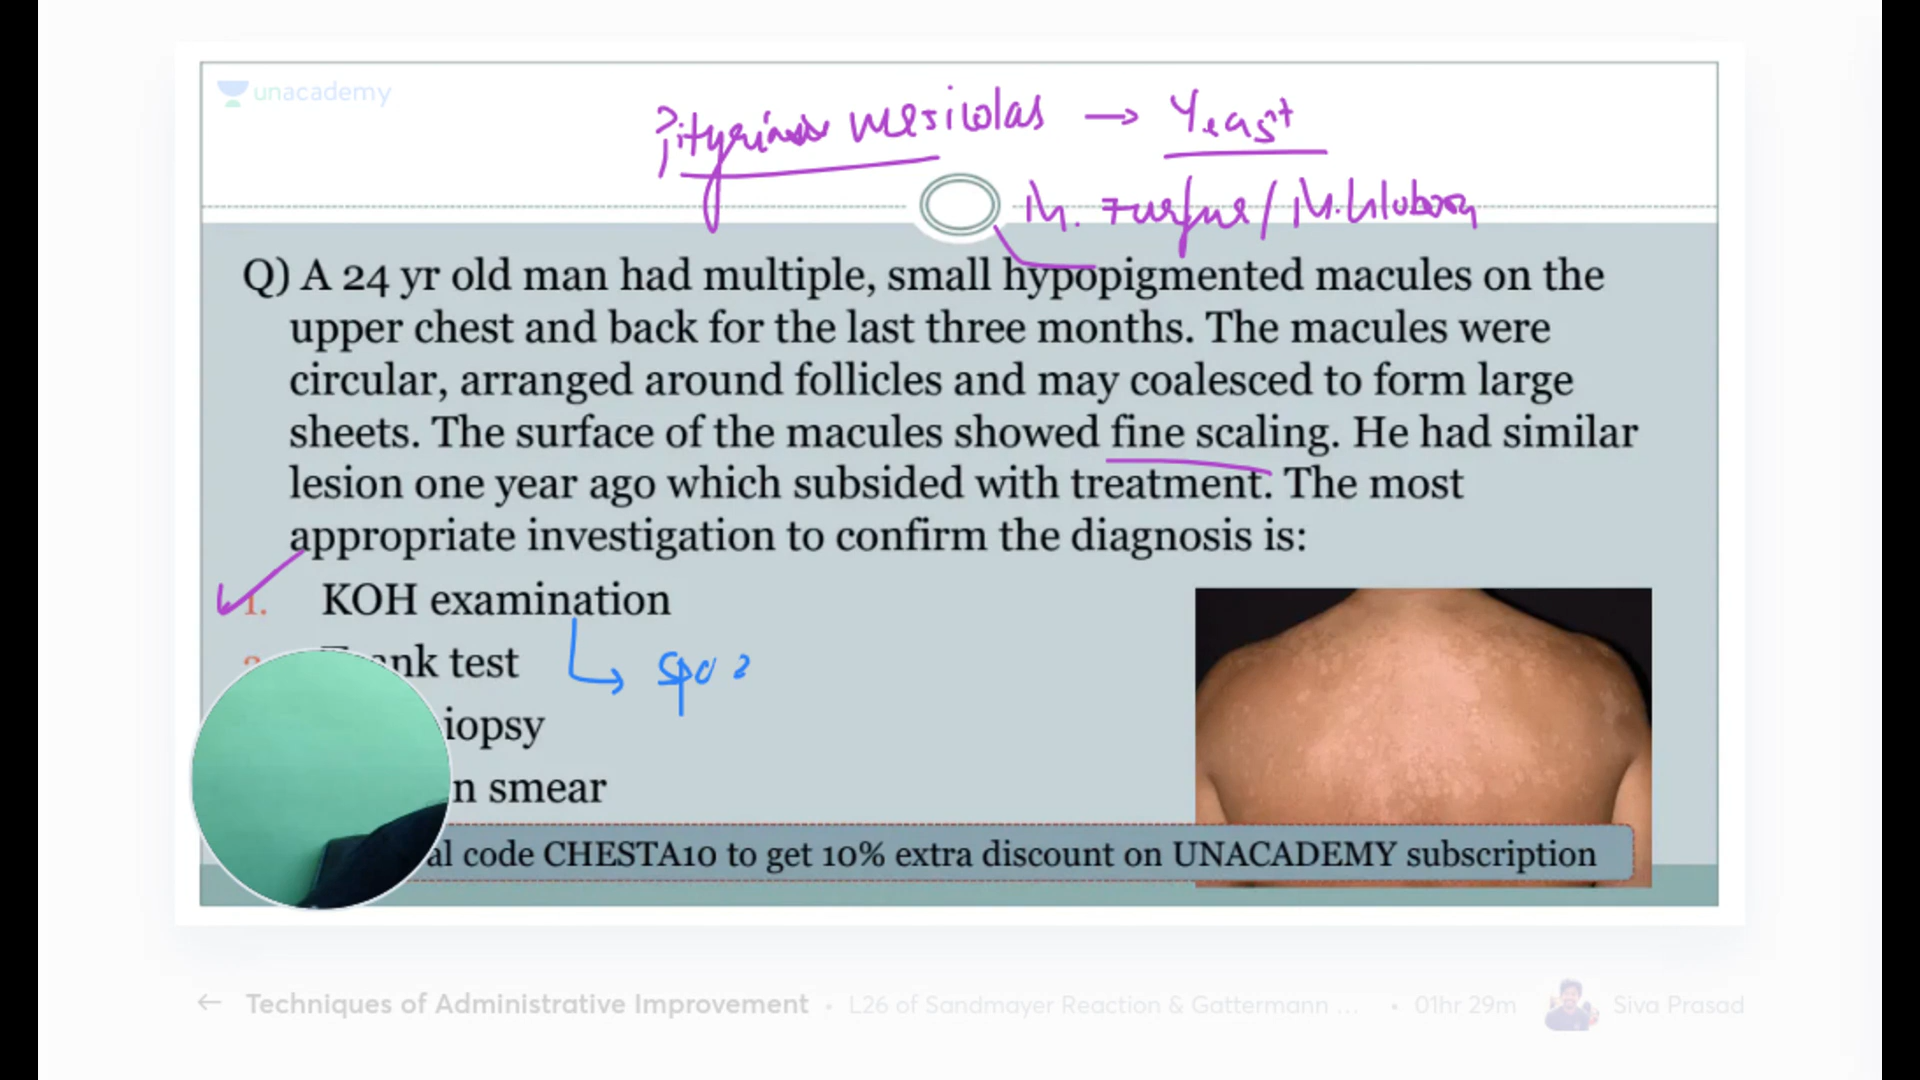 unacademy
Pityriasis versicolas → Yeast
M. Furfur / M. Globosa
Q) A 24 yr old man had multiple, small hypopigmented macules on the
upper chest and back for the last three months. The macules were
circular, arranged around follicles and may coalesced to form large
sheets. The surface of the macules showed fine scaling. He had similar
lesion one year ago which subsided with treatment. The most
appropriate investigation to confirm the diagnosis is:
1. KOH examination
nk test
iopsy
n smear
al code CHESTA10 to get 10% extra discount on UNACADEMY subscription
← Techniques of Administrative Improvement • L26 of Sandmayer Reaction & Gattermann ... • 01hr 29m Siva Prasad